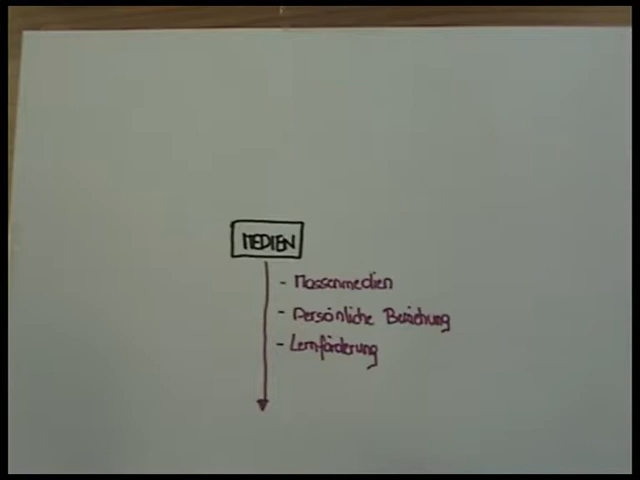 MEDIEN
- Massenmedien
- Persönliche Beziehung
- Lernförderung